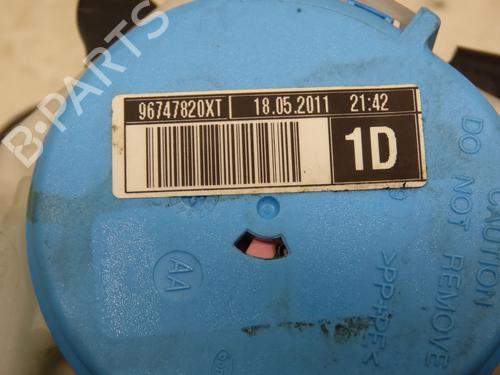 B-PARTS
96747820XT 18.05.2011 21:42
1D
CAUTION
DO NOT REMOVE
>PP+PE<
AA